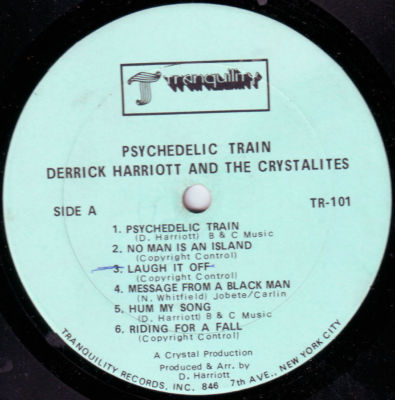 Tranquility
PSYCHEDELIC TRAIN
DERRICK HARRIOTT AND THE CRYSTALITES
SIDE A
TR-101
1. PSYCHEDELIC TRAIN
(D. Harriott) B & C Music
2. NO MAN IS AN ISLAND
(Copyright Control)
3. LAUGH IT OFF
(Copyright Control)
4. MESSAGE FROM A BLACK MAN
(N. Whitfield) Jobete/Carlin
5. HUM MY SONG
(D. Harriott) B & C Music
6. RIDING FOR A FALL
(Copyright Control)
A Crystal Production
Produced & Arr. by
D. Harriott
TRANQUILITY RECORDS, INC. 846 7th AVE., NEW YORK CITY